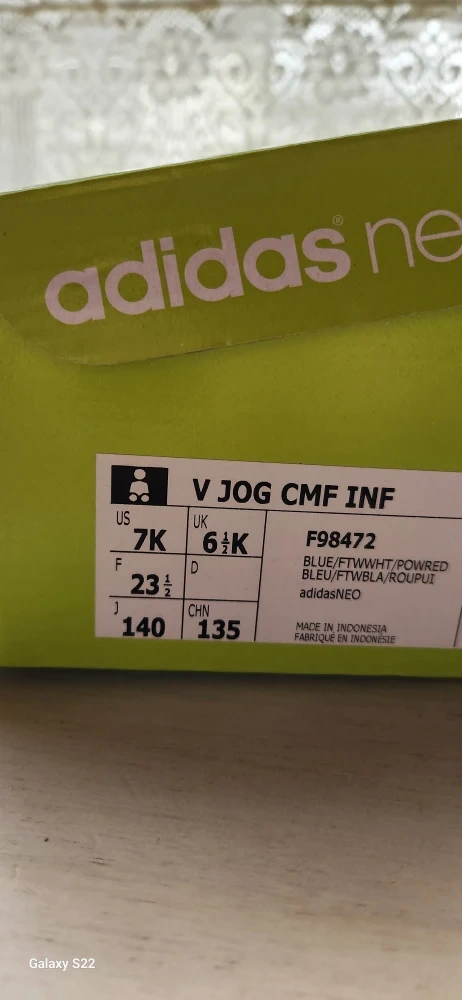 adidas® ne
V JOG CMF INF
US 7K
UK 6½K
F 23½
D
J 140
CHN 135
F98472
BLUE/FTWWHT/POWRED
BLEU/FTWBLA/ROUPUI
adidasNEO
MADE IN INDONESIA
FABRIQUÉ EN INDONÉSIE
Galaxy S22